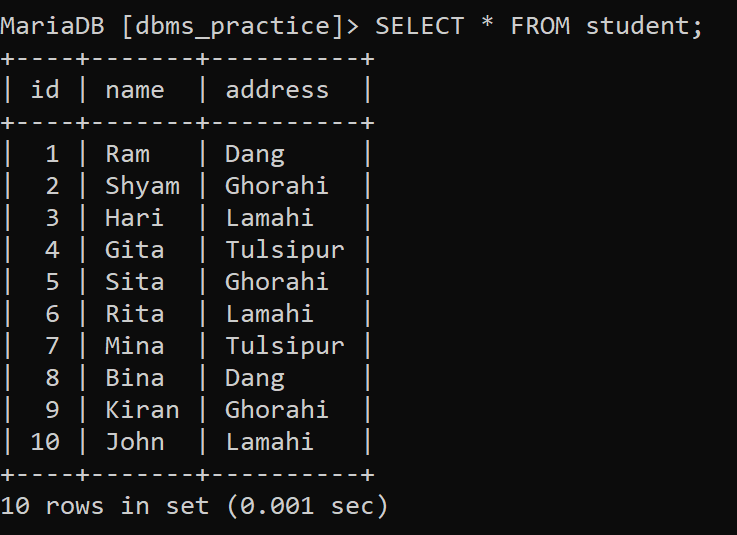 MariaDB [dbms_practice]> SELECT * FROM student;
+----+-------+----------+
| id | name  | address  |
+----+-------+----------+
|  1 | Ram   | Dang     |
|  2 | Shyam | Ghorahi  |
|  3 | Hari  | Lamahi   |
|  4 | Gita  | Tulsipur |
|  5 | Sita  | Ghorahi  |
|  6 | Rita  | Lamahi   |
|  7 | Mina  | Tulsipur |
|  8 | Bina  | Dang     |
|  9 | Kiran | Ghorahi  |
| 10 | John  | Lamahi   |
+----+-------+----------+
10 rows in set (0.001 sec)